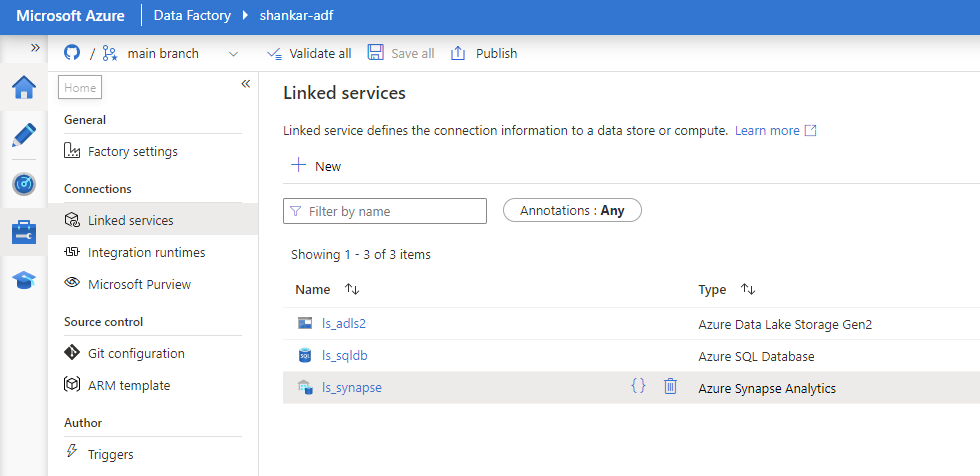 Microsoft Azure Data Factory shankar-adf
/ main branch Validate all Save all Publish
Home
General
Factory settings
Connections
Linked services
Integration runtimes
Microsoft Purview
Source control
Git configuration
ARM template
Author
Triggers
Linked services
Linked service defines the connection information to a data store or compute. Learn more
New
Filter by name Annotations : Any
Showing 1 - 3 of 3 items
Name Type
ls_adls2 Azure Data Lake Storage Gen2
SQL ls_sqldb Azure SQL Database
ls_synapse {} Azure Synapse Analytics